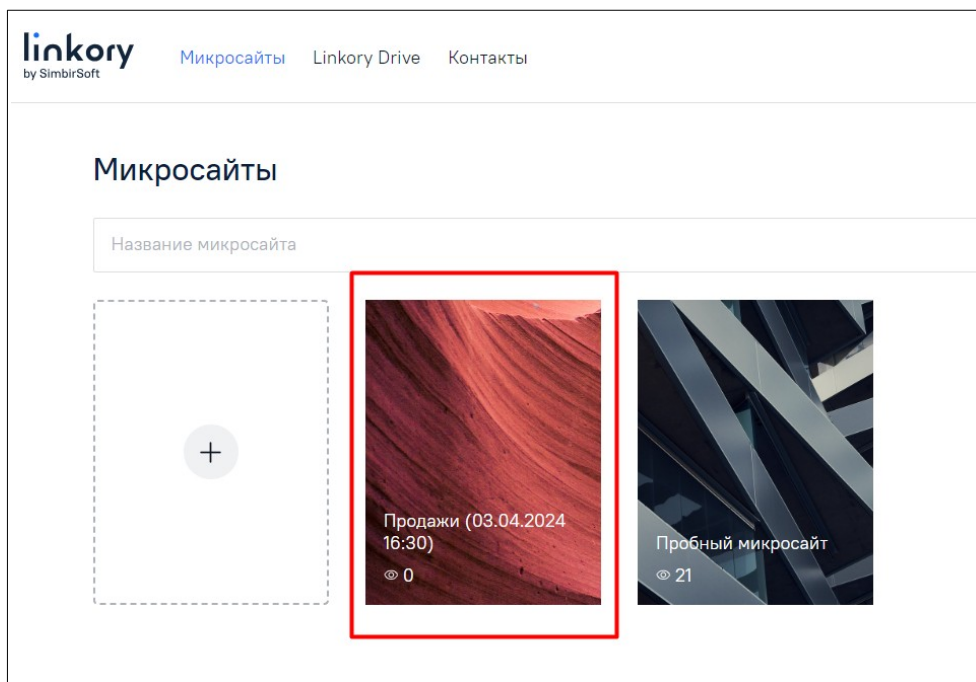 linkory
by SimbirSoft
Микросайты Linkory Drive Контакты
Микросайты
Название микросайта
Продажи (03.04.2024
16:30)
0
Пробный микросайт
21